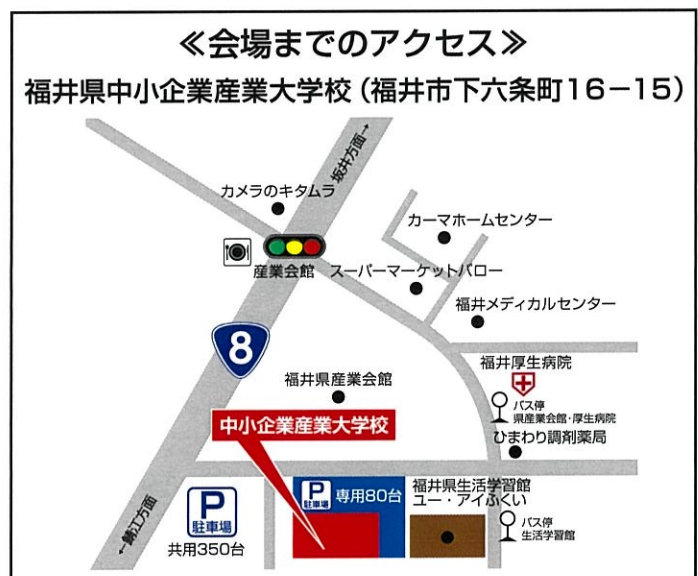 ≪会場までのアクセス≫
福井県中小企業産業大学校（福井市下六条町16－15）
坂井方面→
カメラのキタムラ
カーマホームセンター
産業会館
スーパーマーケットバロー
福井メディカルセンター
8
福井厚生病院
福井県産業会館
バス停
県産業会館・厚生病院
中小企業産業大学校
ひまわり調剤薬局
P
駐車場
共用350台
P
駐車場
専用80台
福井県生活学習館
ユー・アイふくい
バス停
生活学習館
←鯖江方面